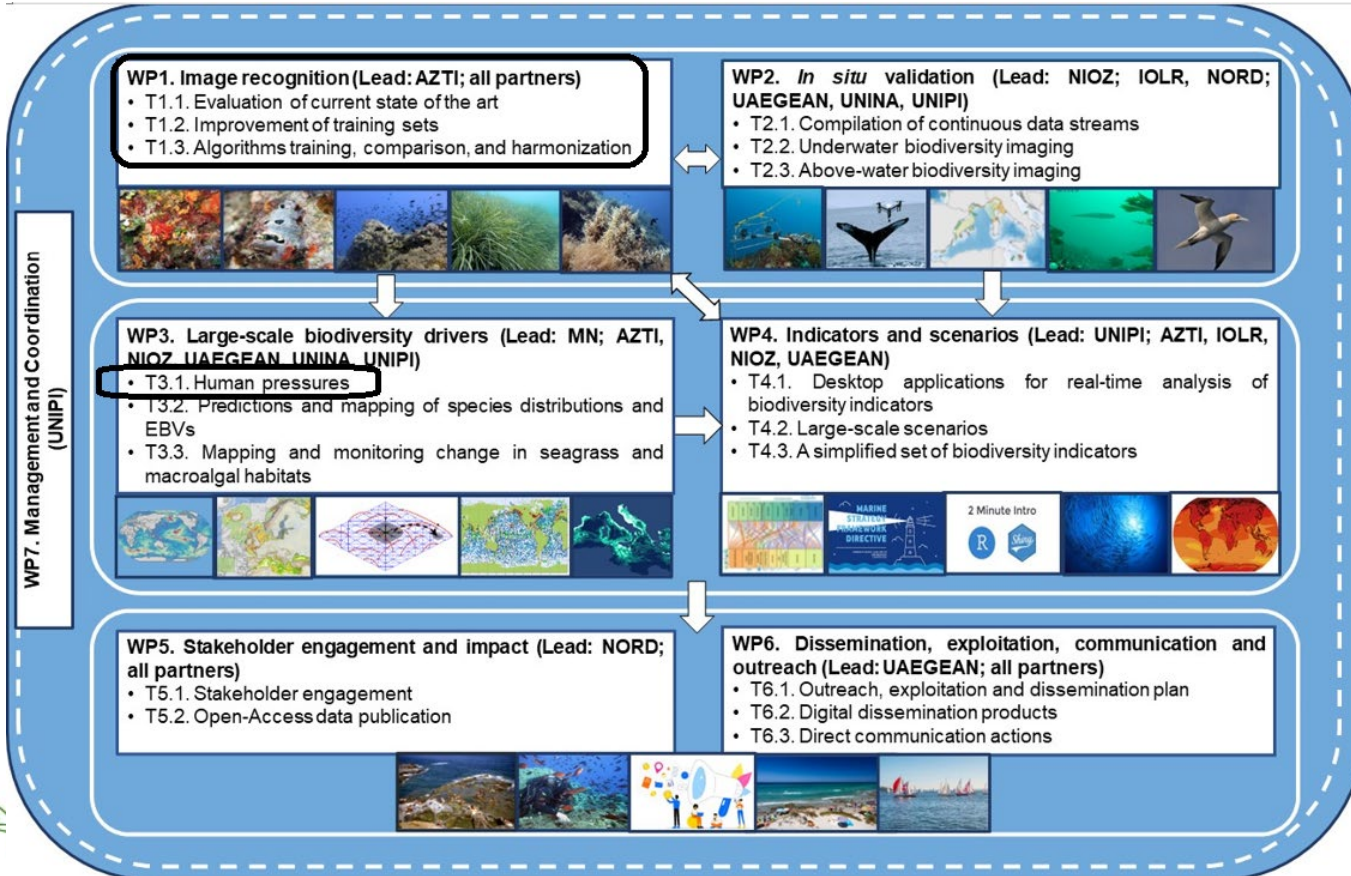 WP7. Management and Coordination
(UNIPI)
WP1. Image recognition (Lead: AZTI; all partners)
• T1.1. Evaluation of current state of the art
• T1.2. Improvement of training sets
• T1.3. Algorithms training, comparison, and harmonization
WP2. In situ validation (Lead: NIOZ; IOLR, NORD;
UAEGEAN, UNINA, UNIPI)
• T2.1. Compilation of continuous data streams
• T2.2. Underwater biodiversity imaging
• T2.3. Above-water biodiversity imaging
WP3. Large-scale biodiversity drivers (Lead: MN; AZTI,
NIOZ, UAEGEAN, UNINA, UNIPI)
• T3.1. Human pressures
• T3.2. Predictions and mapping of species distributions and
EBVs
• T3.3. Mapping and monitoring change in seagrass and
macroalgal habitats
WP4. Indicators and scenarios (Lead: UNIPI; AZTI, IOLR,
NIOZ, UAEGEAN)
• T4.1. Desktop applications for real-time analysis of
biodiversity indicators
• T4.2. Large-scale scenarios
• T4.3. A simplified set of biodiversity indicators
MARINE
STRATEGY
FRAMEWORK
DIRECTIVE
2 Minute Intro
R
Shiny
WP5. Stakeholder engagement and impact (Lead: NORD;
all partners)
• T5.1. Stakeholder engagement
• T5.2. Open-Access data publication
WP6. Dissemination, exploitation, communication and
outreach (Lead: UAEGEAN; all partners)
• T6.1. Outreach, exploitation and dissemination plan
• T6.2. Digital dissemination products
• T6.3. Direct communication actions